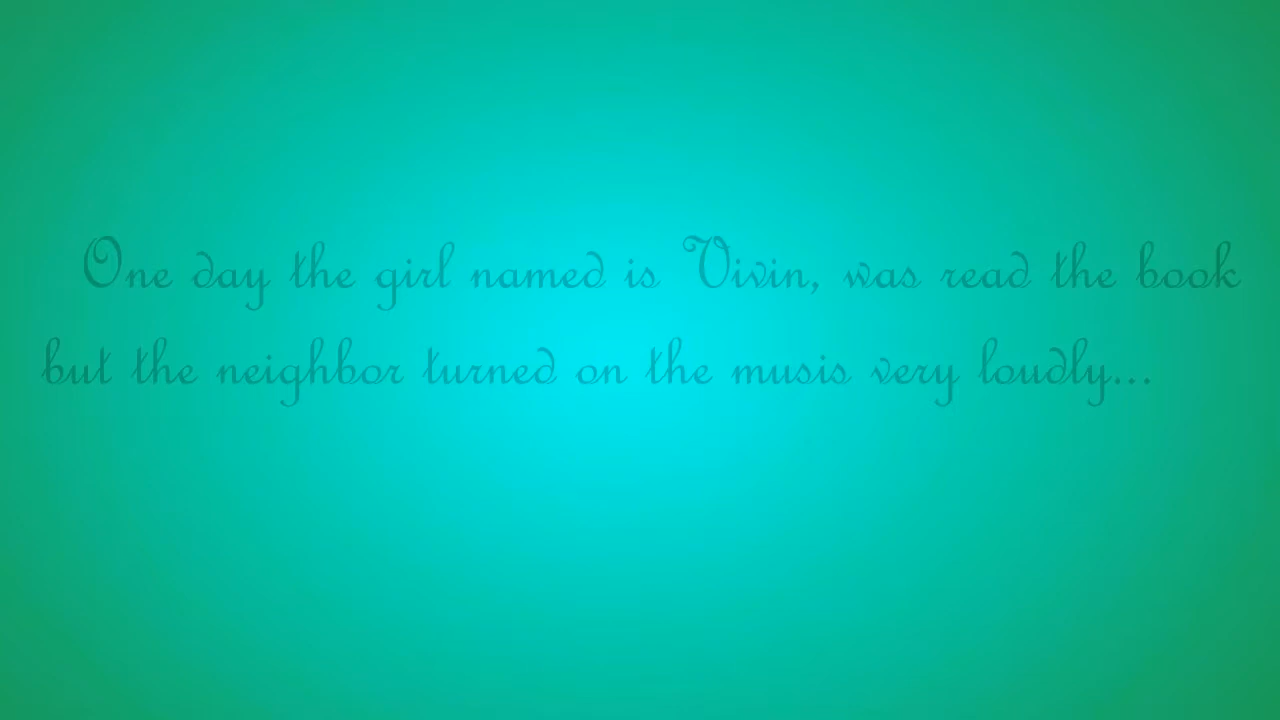 One day the girl named is Vivin, was read the book
but the neighbor turned on the musis very loudly...